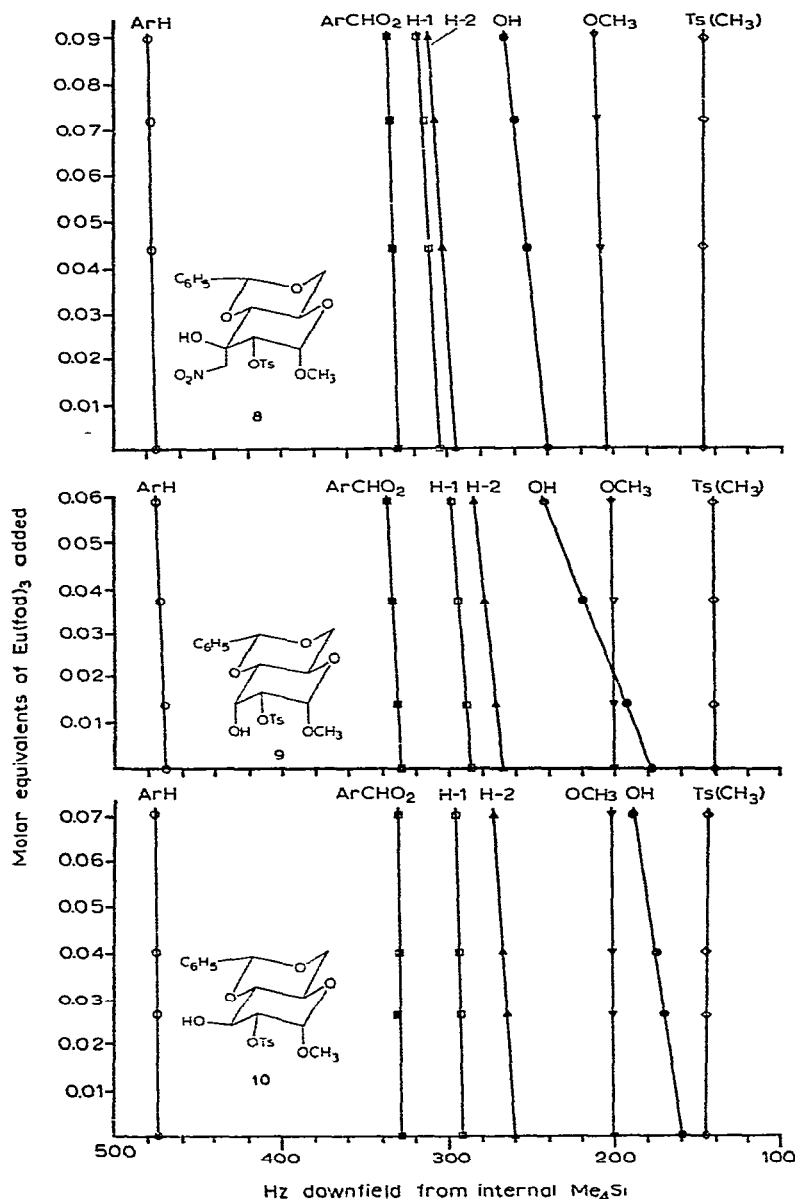 ArH ArCHO2 H-1 H-2 OH OCH3 Ts(CH3)
0.09
0.08
0.07
0.06
0.05
0.04
0.03
0.02
0.01
C6H5
O
O
O
HO
OTs
O2N
OCH3
8
ArH ArCHO2 H-1 H-2 OH OCH3 Ts(CH3)
0.06
0.05
0.04
0.03
0.02
0.01
C6H5
O
O
O
OTs
OH
OCH3
9
Molar equivalents of Eu(fod)3 added
ArH ArCHO2 H-1 H-2 OCH3 OH Ts(CH3)
0.07
0.06
0.05
0.04
0.03
0.02
0.01
C6H5
O
O
O
HO
OTs
OCH3
10
500 400 300 200 100
Hz downfield from internal Me4Si